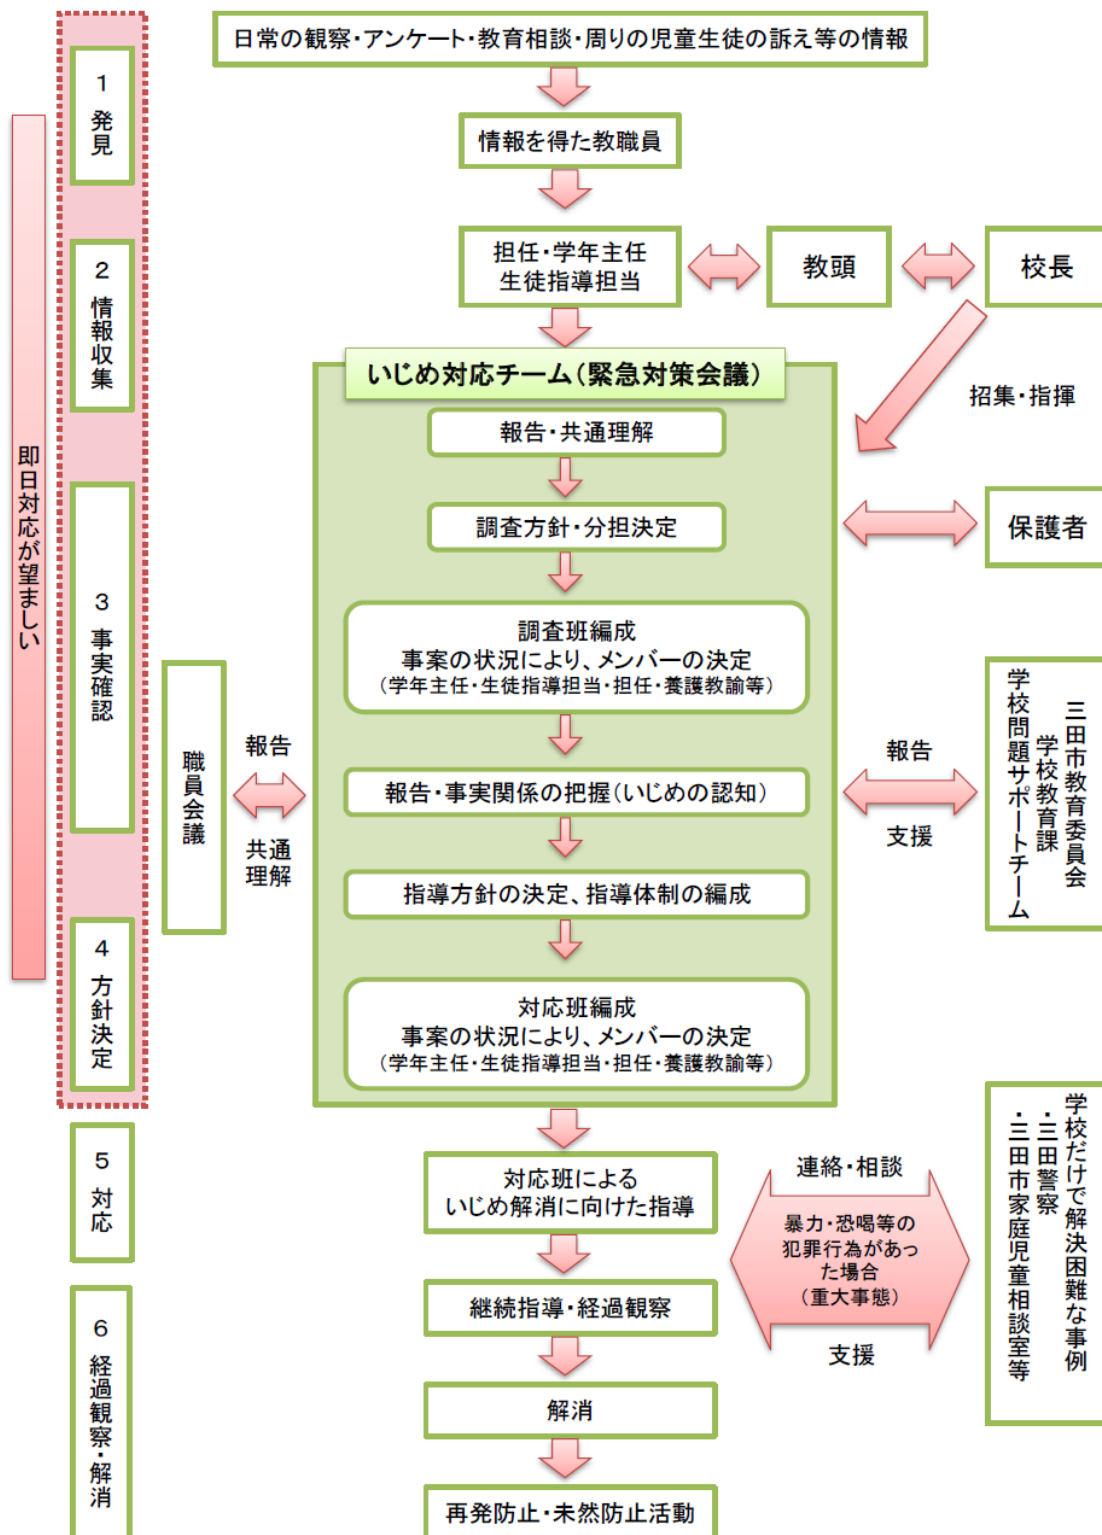 日常の観察・アンケート・教育相談・周りの児童生徒の訴え等の情報
1 発見
情報を得た教職員
担任・学年主任
生徒指導担当
教頭
校長
2 情報収集
招集・指揮
いじめ対応チーム(緊急対策会議)
報告・共通理解
即日対応が望ましい
調査方針・分担決定
保護者
3 事実確認
調査班編成
事案の状況により、メンバーの決定
(学年主任・生徒指導担当・担任・養護教諭等)
職員会議
報告
共通
理解
報告・事実関係の把握(いじめの認知)
報告
支援
三田市教育委員会
学校教育課
学校問題サポートチーム
指導方針の決定、指導体制の編成
4 方針決定
対応班編成
事案の状況により、メンバーの決定
(学年主任・生徒指導担当・担任・養護教諭等)
5 対応
対応班による
いじめ解消に向けた指導
連絡・相談
暴力・恐喝等の
犯罪行為があっ
た場合
(重大事態)
支援
学校だけで解決困難な事例
・三田警察
・三田市家庭児童相談室等
6 経過観察・解消
継続指導・経過観察
解消
再発防止・未然防止活動